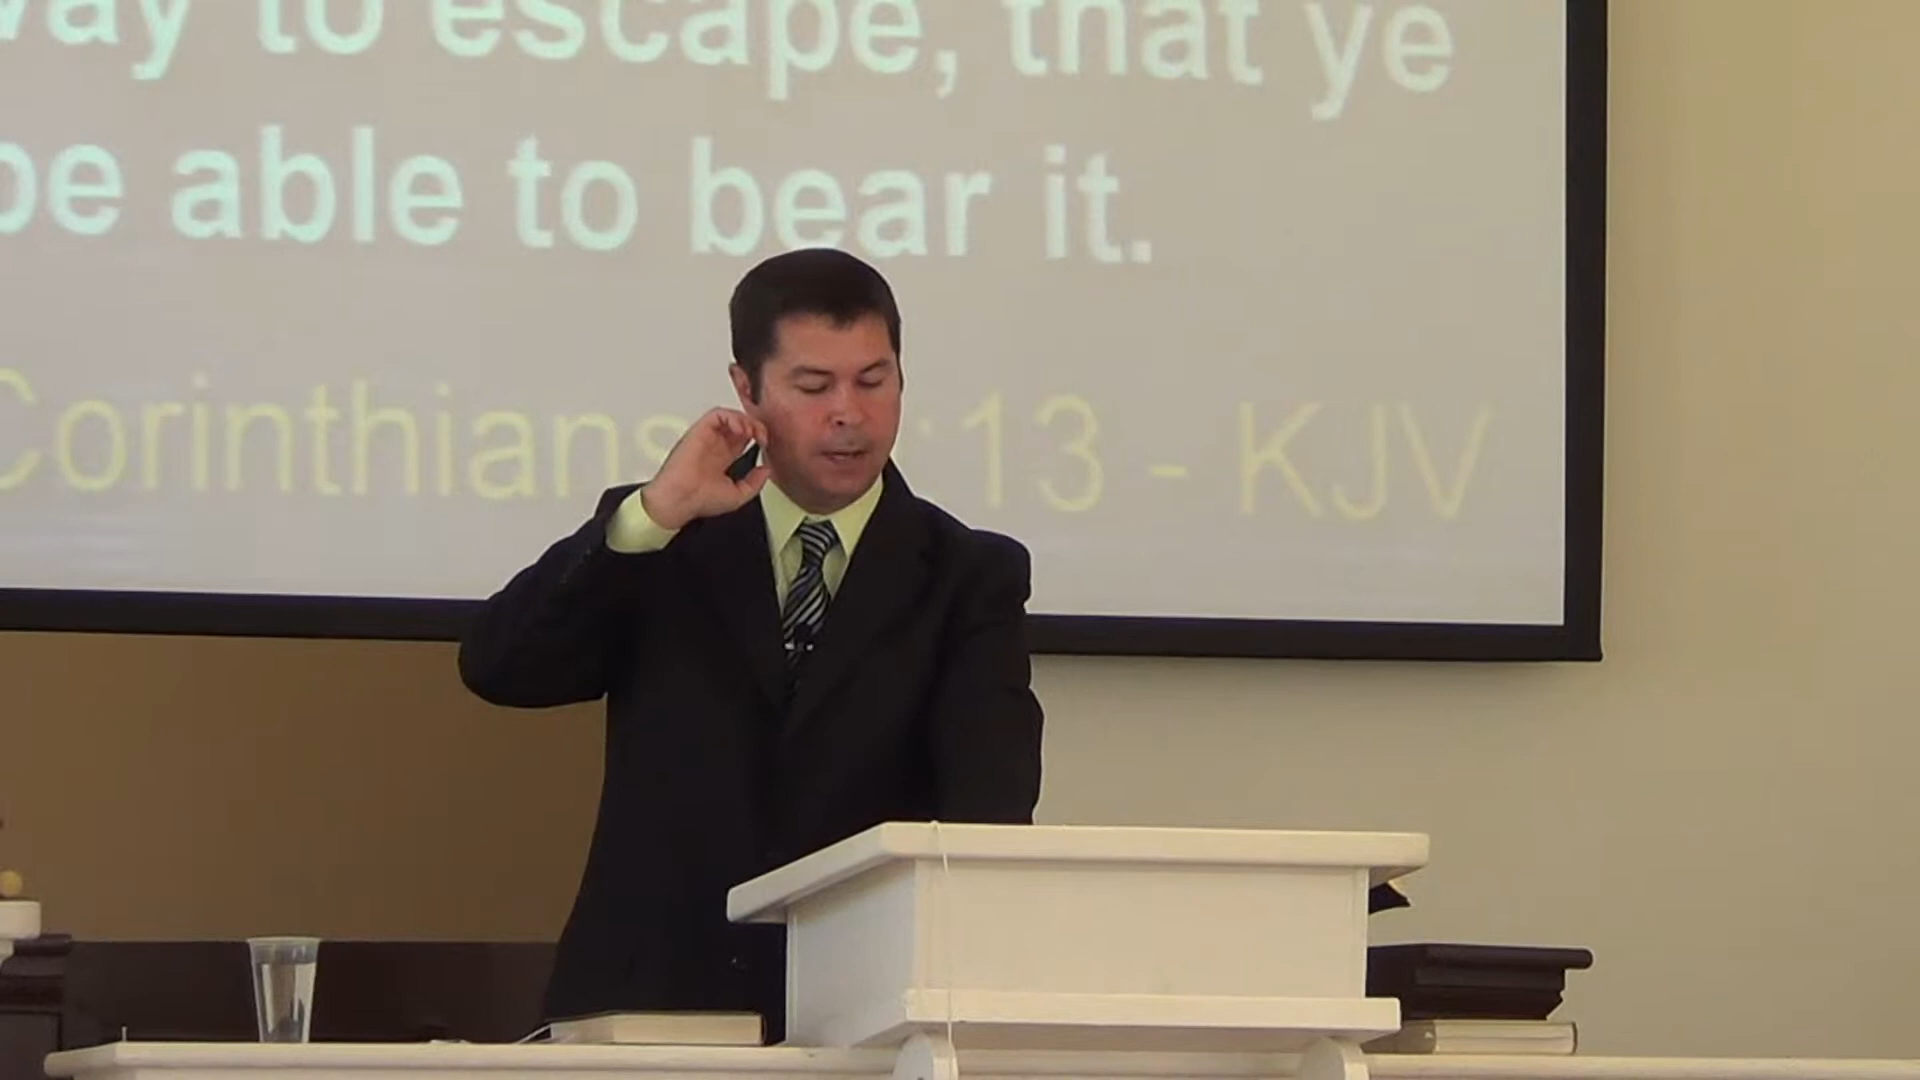 way to escape, that ye
be able to bear it.
Corinthians :13 - KJV